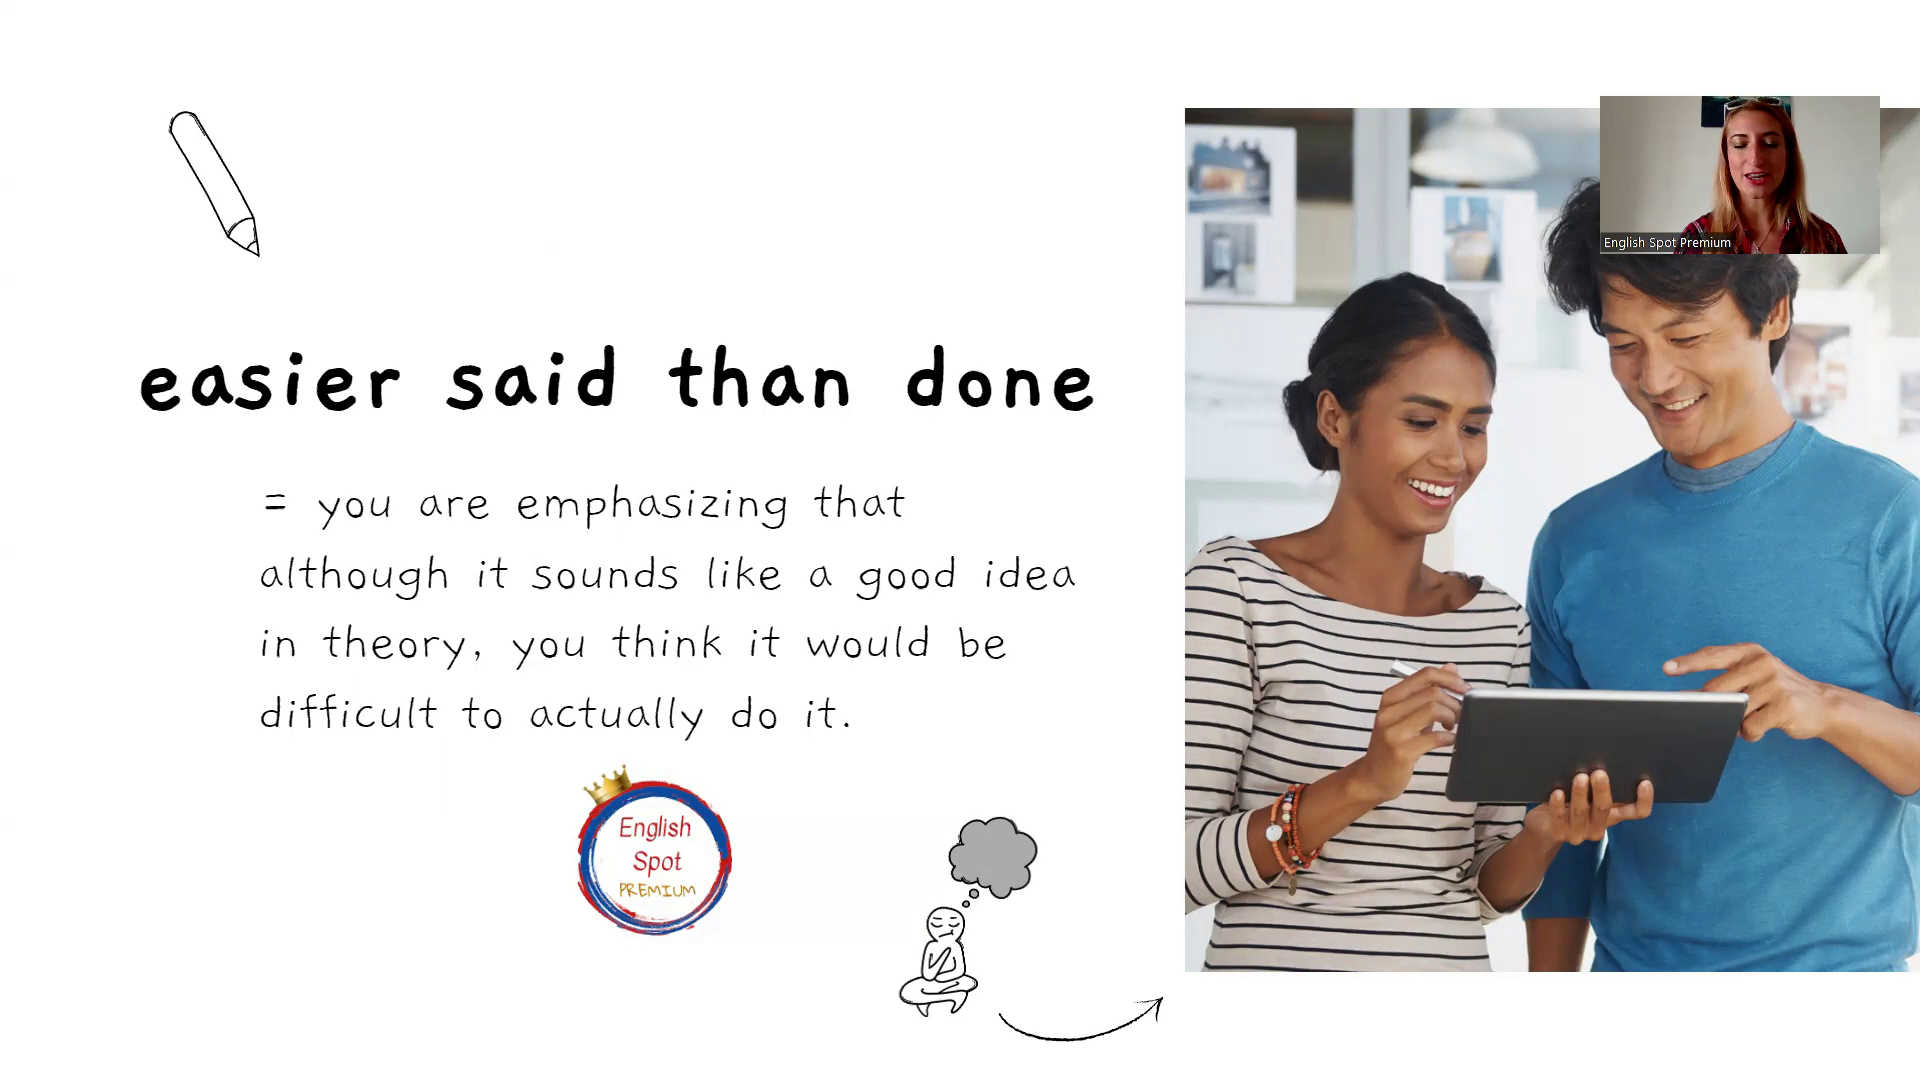 English Spot Premium
easier said than done
= you are emphasizing that
although it sounds like a good idea
in theory, you think it would be
difficult to actually do it.
English
Spot
PREMIUM